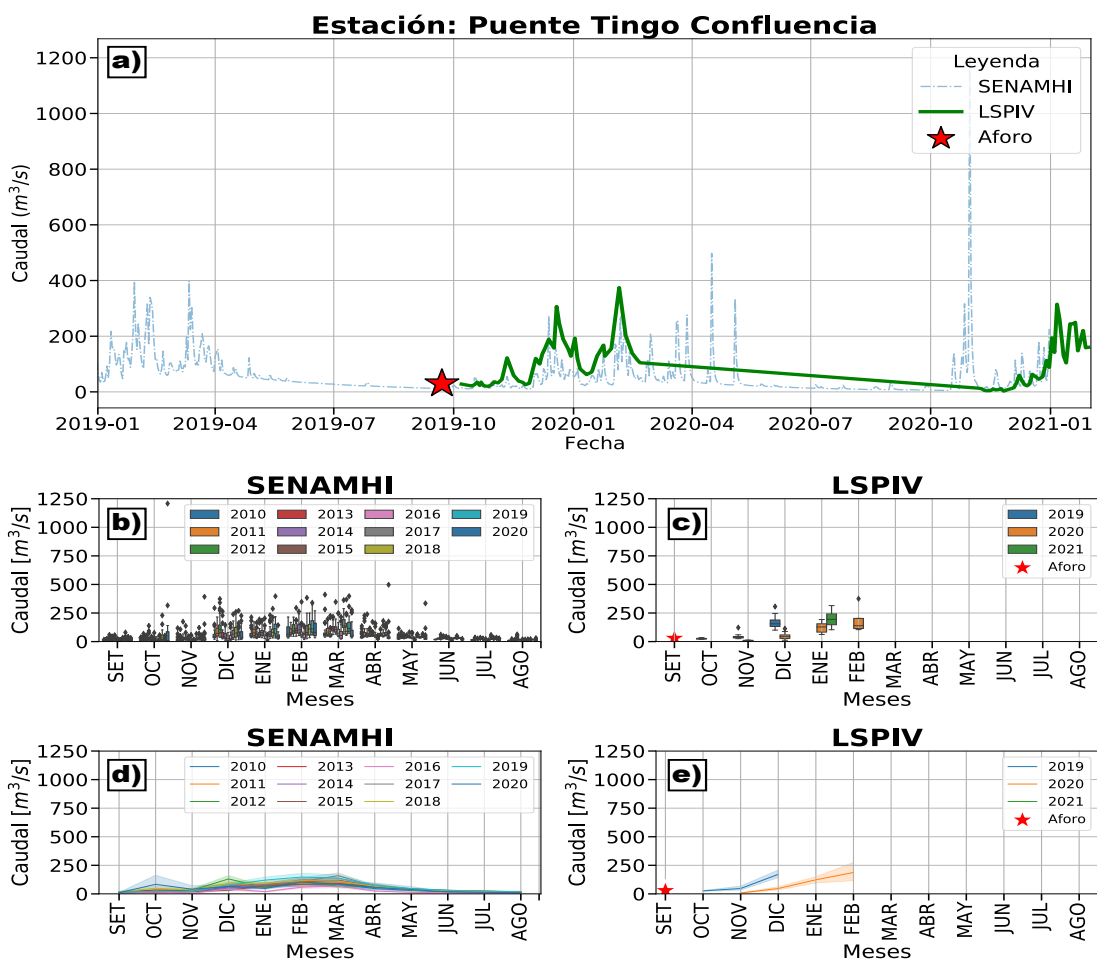 Estación: Puente Tingo Confluencia
a)
Leyenda
SENAMHI
LSPIV
Aforo
Caudal (m³/s)
1200
1000
800
600
400
200
0
2019-01 2019-04 2019-07 2019-10 2020-01 2020-04 2020-07 2020-10 2021-01
Fecha
SENAMHI
b)
2010 2013 2016 2019
2011 2014 2017 2020
2012 2015 2018
Caudal [m³/s]
1250
1000
750
500
250
0
SET OCT NOV DIC ENE FEB MAR ABR MAY JUN JUL AGO
Meses
LSPIV
c)
2019
2020
2021
Aforo
Caudal [m³/s]
1250
1000
750
500
250
0
SET OCT NOV DIC ENE FEB MAR ABR MAY JUN JUL AGO
Meses
SENAMHI
d)
2010 2013 2016 2019
2011 2014 2017 2020
2012 2015 2018
Caudal [m³/s]
1250
1000
750
500
250
0
SET OCT NOV DIC ENE FEB MAR ABR MAY JUN JUL AGO
Meses
LSPIV
e)
2019
2020
2021
Aforo
Caudal [m³/s]
1250
1000
750
500
250
0
SET OCT NOV DIC ENE FEB MAR ABR MAY JUN JUL AGO
Meses